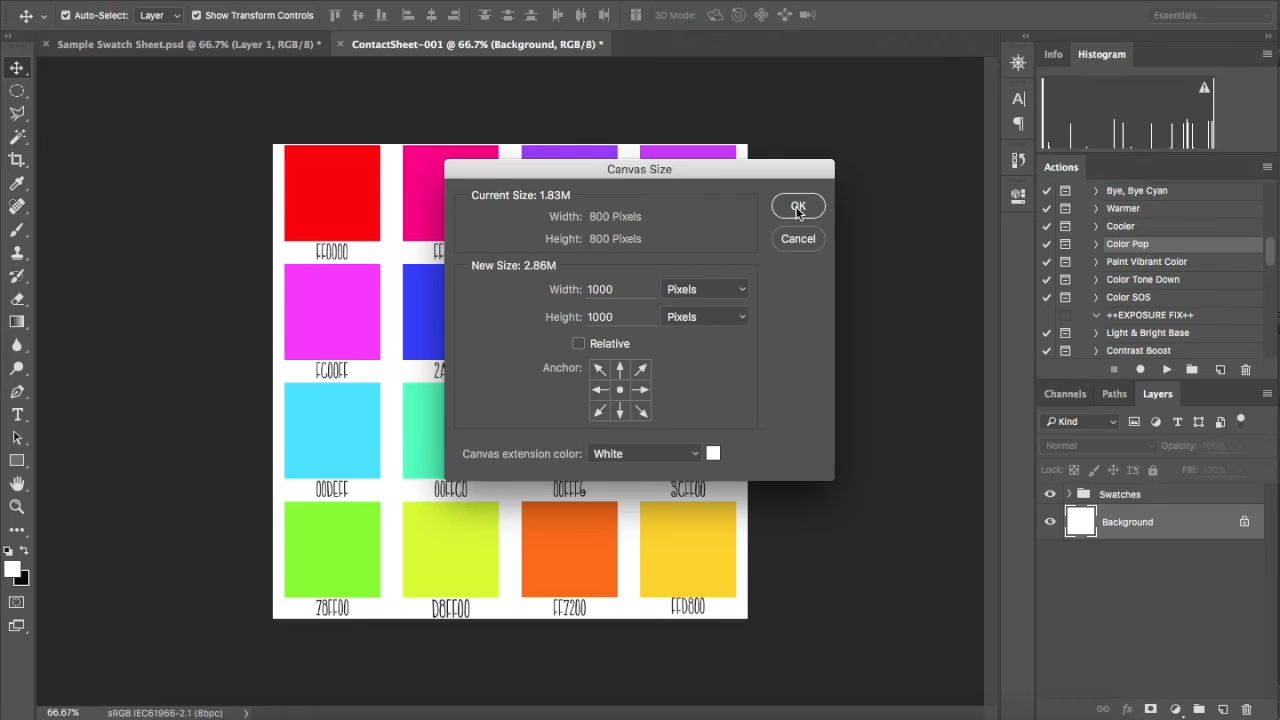 Auto-Select:
Layer
Show Transform Controls
3D Mode:
Essentials
Sample Swatch Sheet.psd @ 66.7% (Layer 1, RGB/8) *
ContactSheet-001 @ 66.7% (Background, RGB/8) *
Info
Histogram
Canvas Size
Current Size: 1.83M
Width: 800 Pixels
Height: 800 Pixels
OK
Cancel
New Size: 2.86M
Width: 1000 Pixels
Height: 1000 Pixels
Relative
Anchor:
Canvas extension color: White
FF0000
FC00FF
00DEFF
00FFCD
00FFF6
3CFF00
78FF00
D8FF00
FF7200
FFD800
Actions
Bye, Bye Cyan
Warmer
Cooler
Color Pop
Paint Vibrant Color
Color Tone Down
Color SOS
++EXPOSURE FIX++
Light & Bright Base
Contrast Boost
Channels
Paths
Layers
Kind
Normal
Opacity: 100%
Lock:
Fill: 100%
Swatches
Background
66.67%
sRGB IEC61966-2.1 (8bpc)